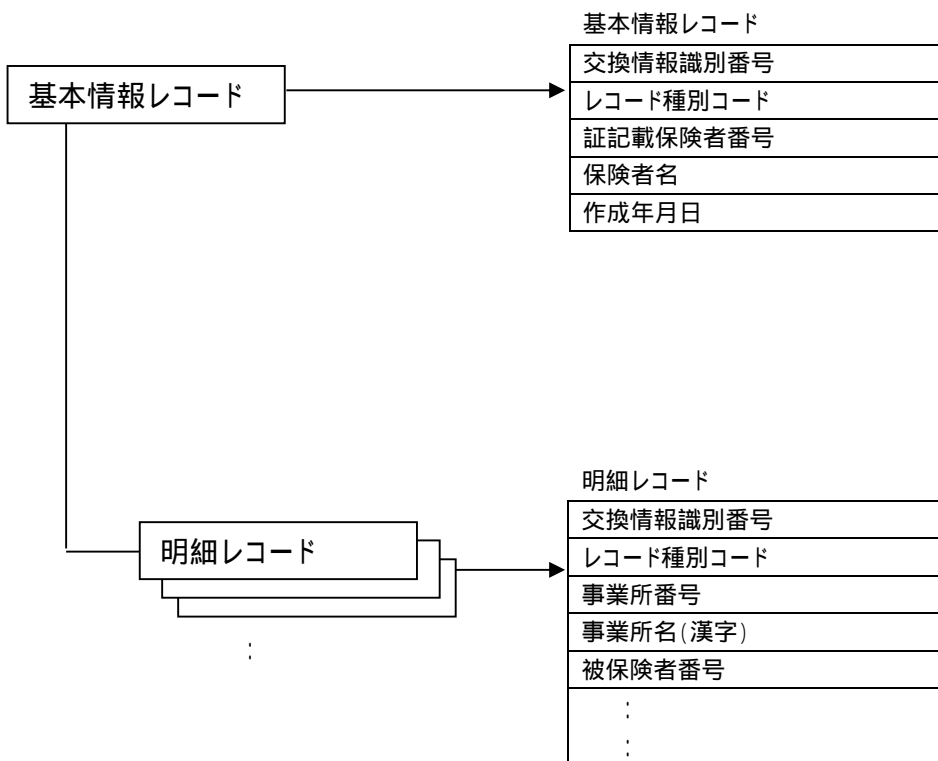 基本情報レコード
基本情報レコード
交換情報識別番号
レコード種別コード
証記載保険者番号
保険者名
作成年月日
明細レコード
明細レコード
交換情報識別番号
レコード種別コード
事業所番号
事業所名(漢字)
被保険者番号
:
:
: